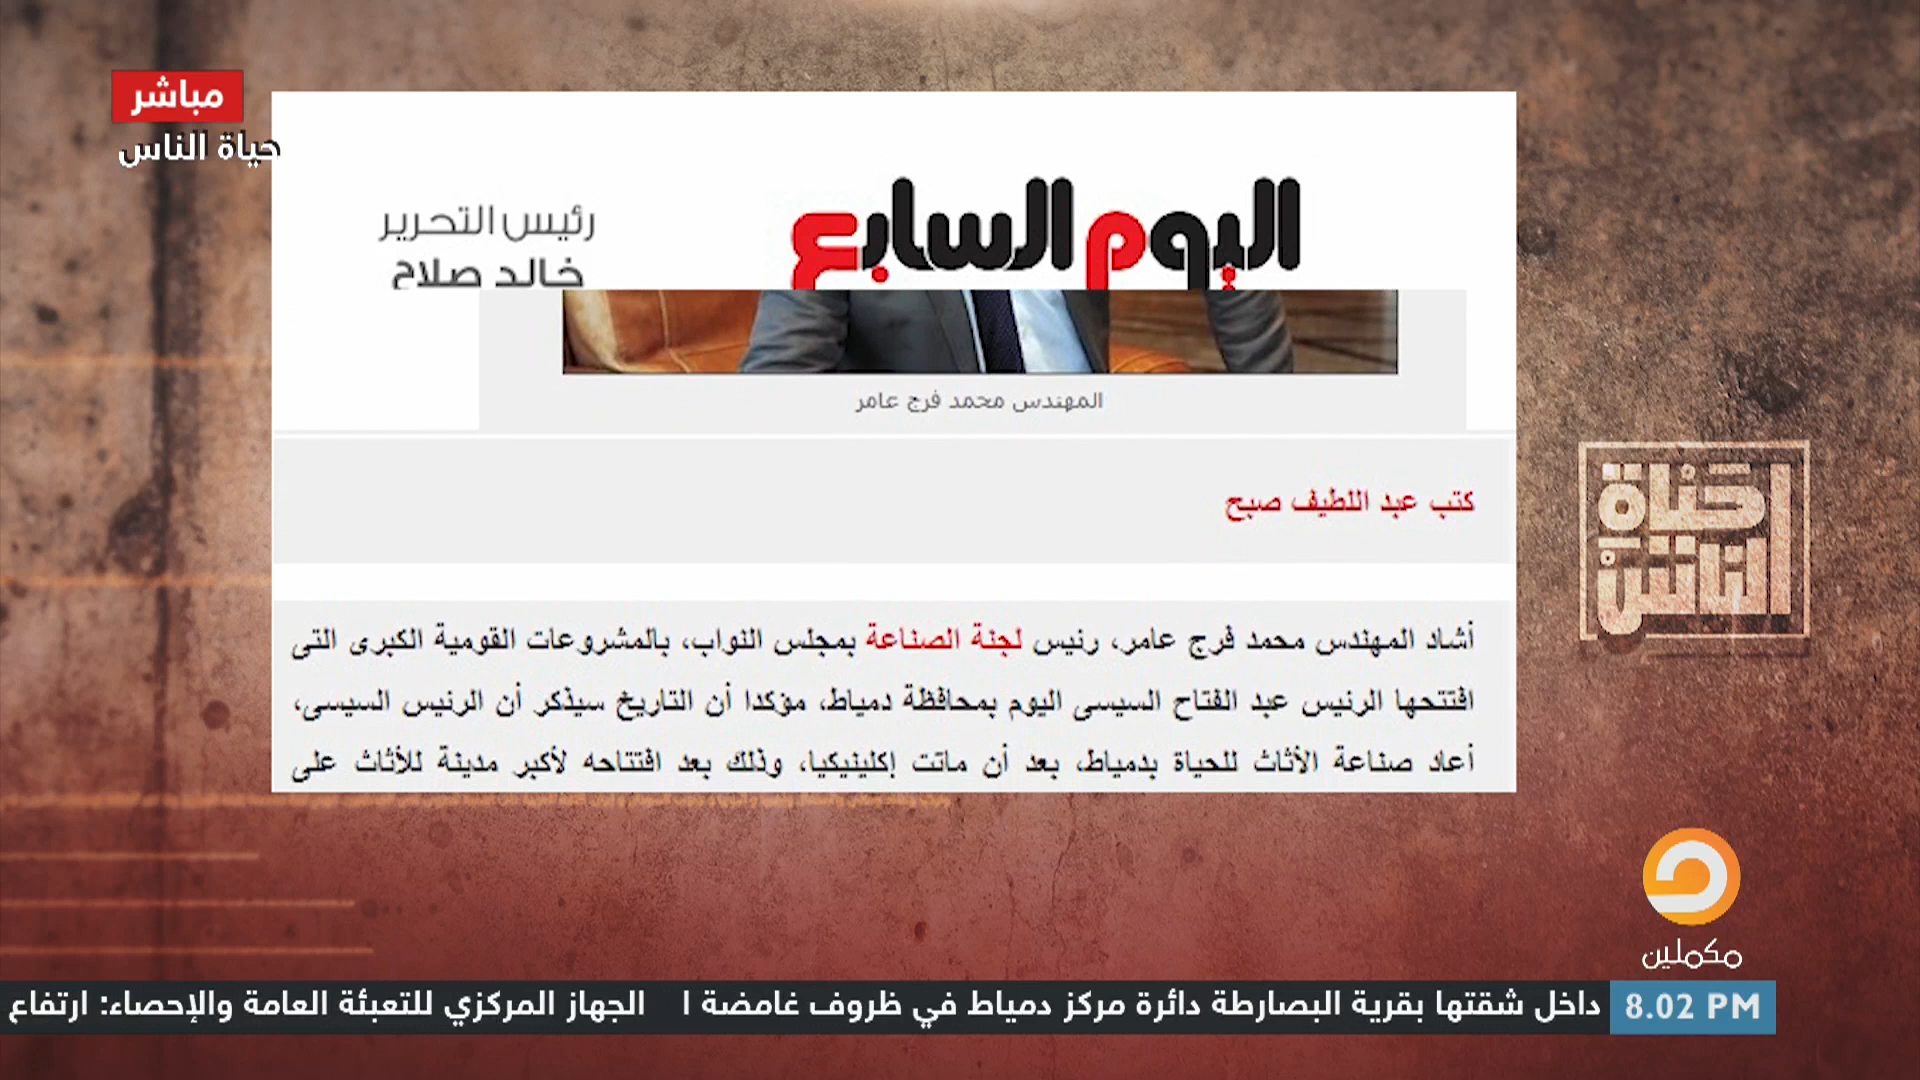 مباشر
حياة الناس
اليوم السابع
رئيس التحرير
خالد صلاح
المهندس محمد فرج عامر
كتب عبد اللطيف صبح
أشاد المهندس محمد فرج عامر، رئيس لجنة الصناعة بمجلس النواب، بالمشروعات القومية الكبرى التى
افتتحها الرئيس عبد الفتاح السيسى اليوم بمحافظة دمياط، مؤكدا أن التاريخ سيذكر أن الرئيس السيسى،
أعاد صناعة الأثاث للحياة بدمياط، بعد أن ماتت إكلينيكيا، وذلك بعد افتتاحه لأكبر مدينة للأثاث على
حَيَاة
الناس
مكملين
8.02 PM
داخل شقتها بقرية البصارطة دائرة مركز دمياط في ظروف غامضة ا الجهاز المركزي للتعبئة العامة والإحصاء: ارتفاع